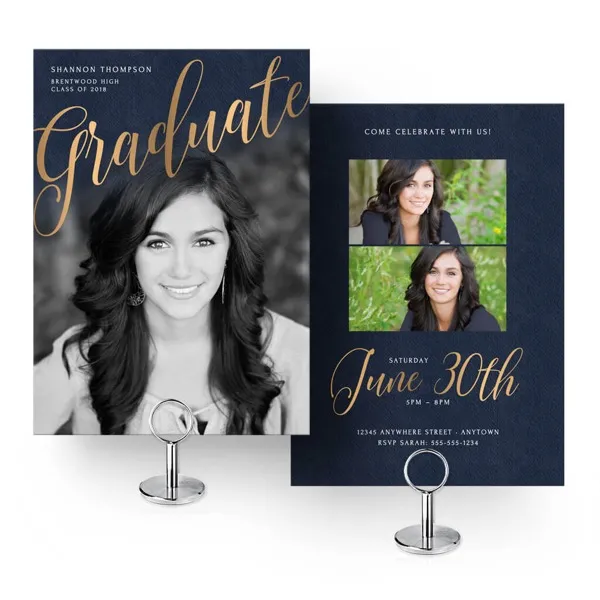 SHANNON THOMPSON
BRENTWOOD HIGH
CLASS OF 2018
Graduate
COME CELEBRATE WITH US!
SATURDAY
June 30th
5PM – 8PM
12345 ANYWHERE STREET · ANYTOWN
RSVP SARAH: 555-555-1234